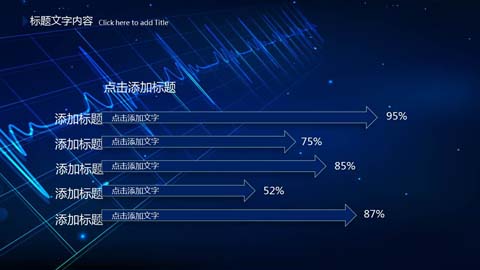 标题文字内容 Click here to add Title
点击添加标题
添加标题 点击添加文字 95%
添加标题 点击添加文字 75%
添加标题 点击添加文字 85%
添加标题 点击添加文字 52%
添加标题 点击添加文字 87%